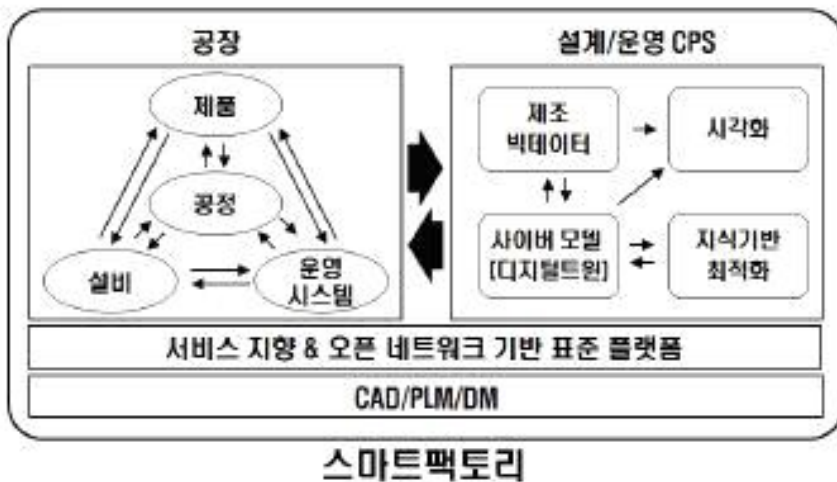 공장
제품
공정
설비
운영
시스템
설계/운영 CPS
제조
빅데이터
시각화
사이버 모델
[디지털트윈]
지식기반
최적화
서비스 지향 & 오픈 네트워크 기반 표준 플랫폼
CAD/PLM/DM
스마트팩토리